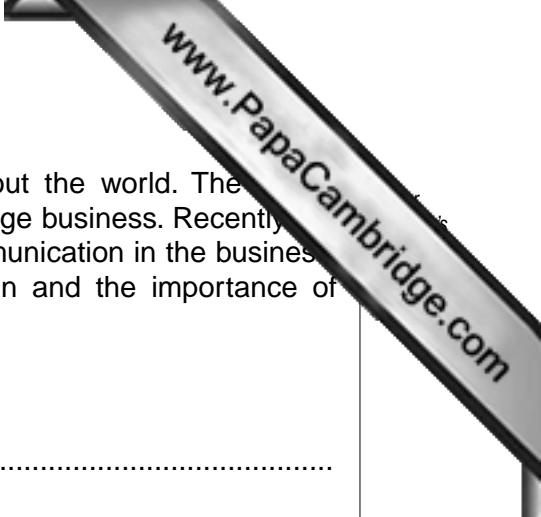 www.PapaCambridge.com
out the world. The
ge business. Recently
munication in the busines
n and the importance of
................................................